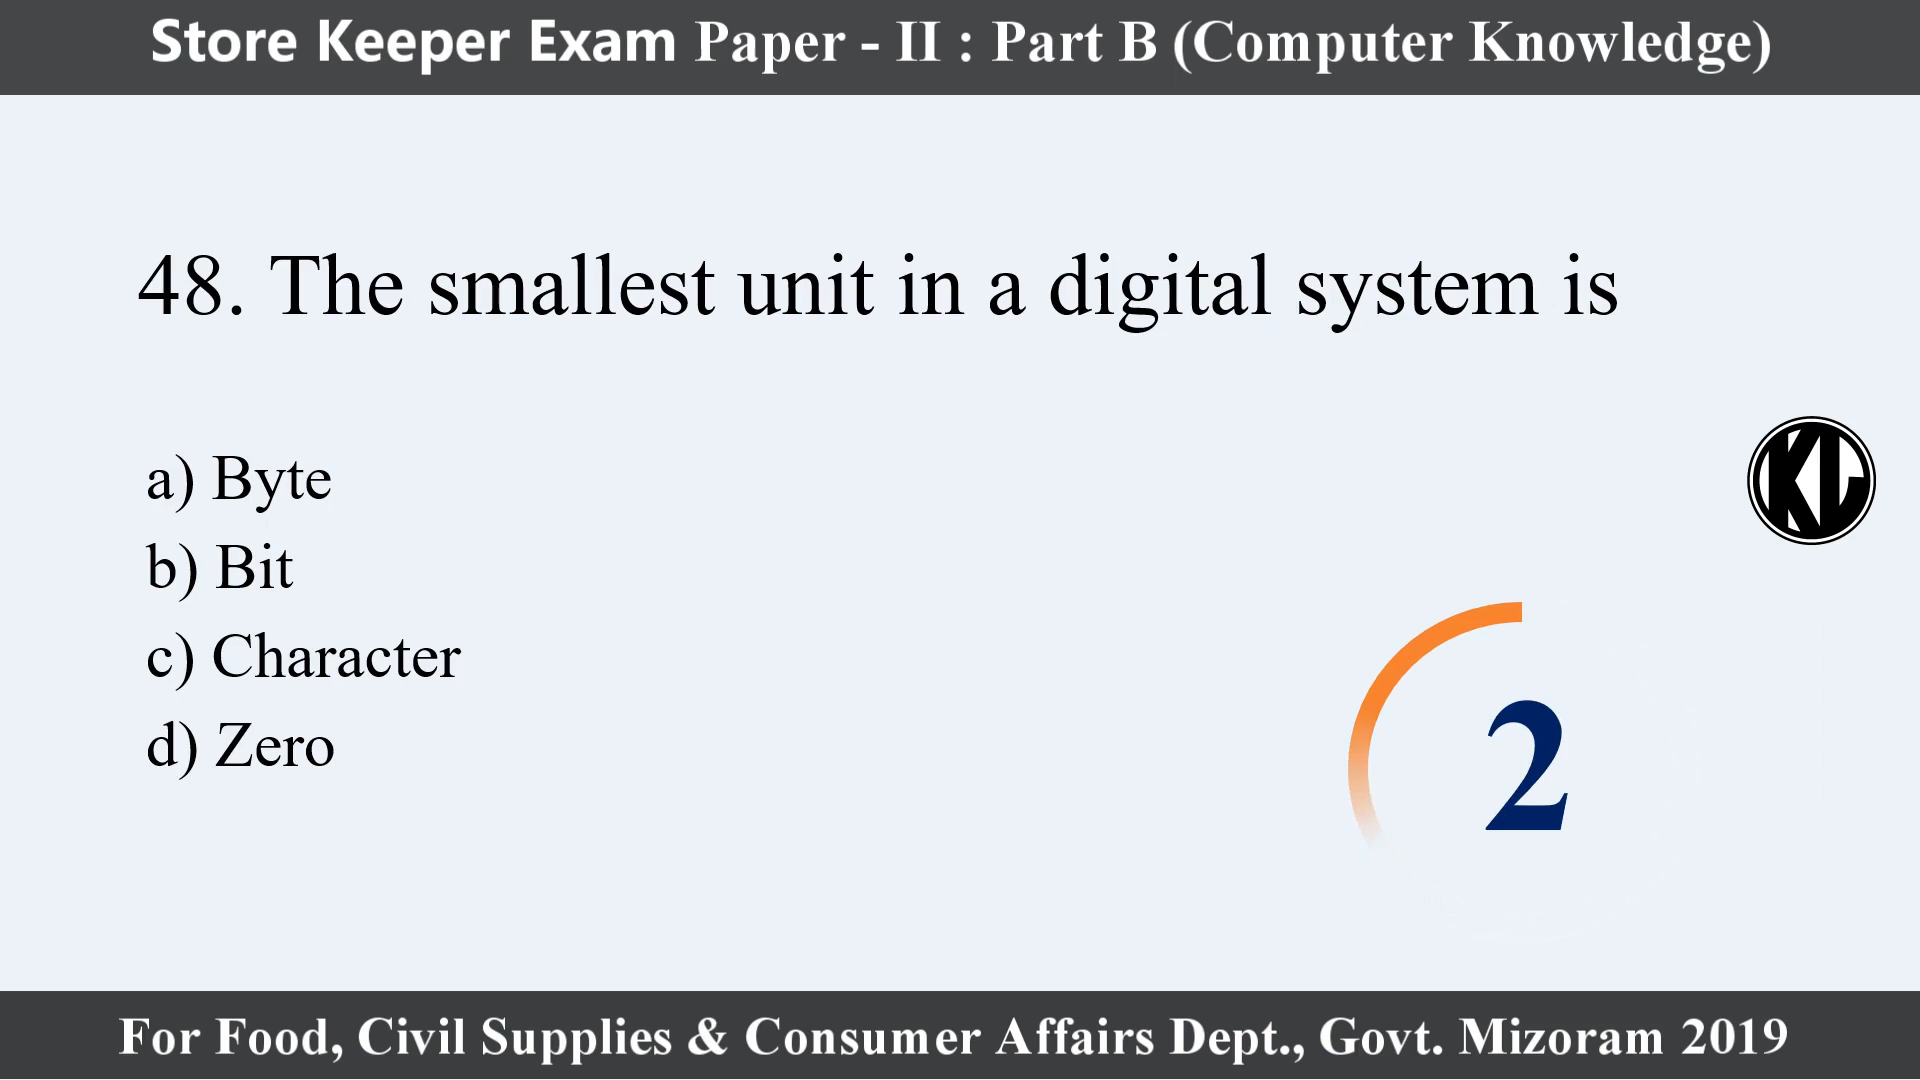 Store Keeper Exam Paper - II : Part B (Computer Knowledge)
48. The smallest unit in a digital system is
a) Byte
b) Bit
c) Character
d) Zero
KL
2
For Food, Civil Supplies & Consumer Affairs Dept., Govt. Mizoram 2019